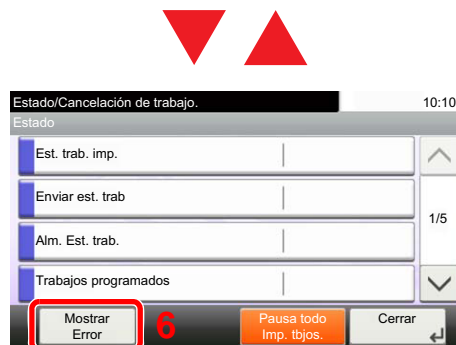 Estado/Cancelación de trabajo. 10:10
Estado
Est. trab. imp.
Enviar est. trab
1/5
Alm. Est. trab.
Trabajos programados
Mostrar
Error
6
Pausa todo
Imp. tbjos.
Cerrar